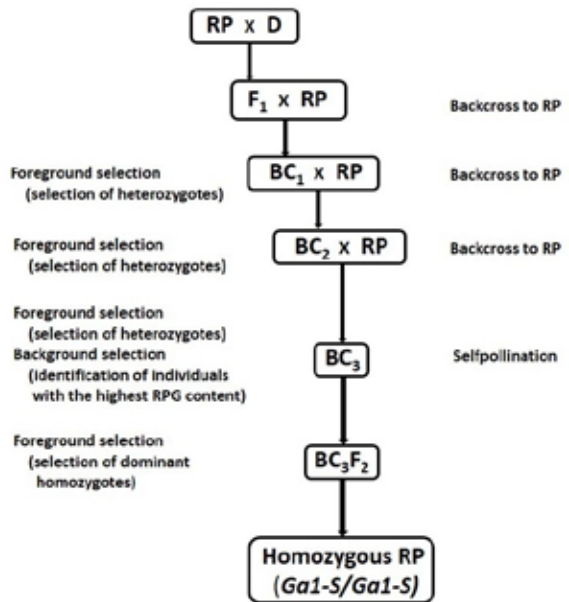 RP x D
F₁ x RP
Backcross to RP
Foreground selection
(selection of heterozygotes)
BC₁ x RP
Backcross to RP
Foreground selection
(selection of heterozygotes)
BC₂ x RP
Backcross to RP
Foreground selection
(selection of heterozygotes)
Background selection
(identification of individuals
with the highest RPG content)
BC₃
Selfpollination
Foreground selection
(selection of dominant
homozygotes)
BC₃F₂
Homozygous RP
(Ga1-S/Ga1-S)